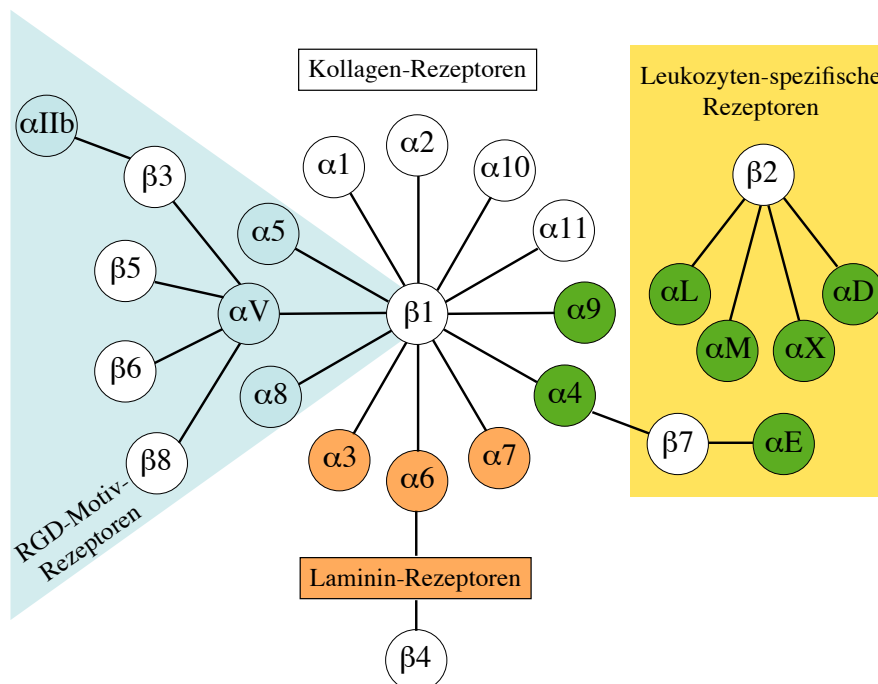 Kollagen-Rezeptoren
Leukozyten-spezifische
Rezeptoren
αIIb
β3
α1
α2
α10
β2
α5
α11
β5
αL
αD
αV
β1
α9
αM
αX
β6
α8
α4
β8
α3
α6
α7
β7
αE
RGD-Motiv-
Rezeptoren
Laminin-Rezeptoren
β4